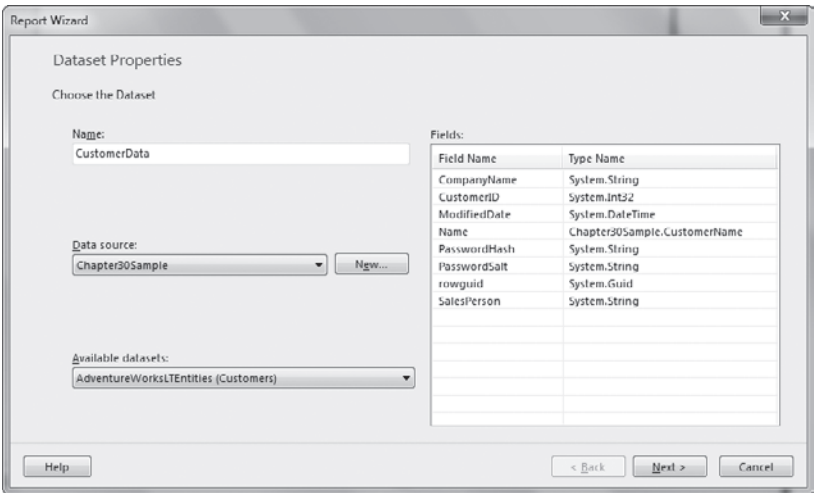 Report Wizard
Dataset Properties
Choose the Dataset
Name:
CustomerData
Data source:
Chapter30Sample
New...
Available datasets:
AdventureWorksLTEntities (Customers)
Fields:
Field Name Type Name
CompanyName System.String
CustomerID System.Int32
ModifiedDate System.DateTime
Name Chapter30Sample.CustomerName
PasswordHash System.String
PasswordSalt System.String
rowguid System.Guid
SalesPerson System.String
Help
< Back
Next >
Cancel